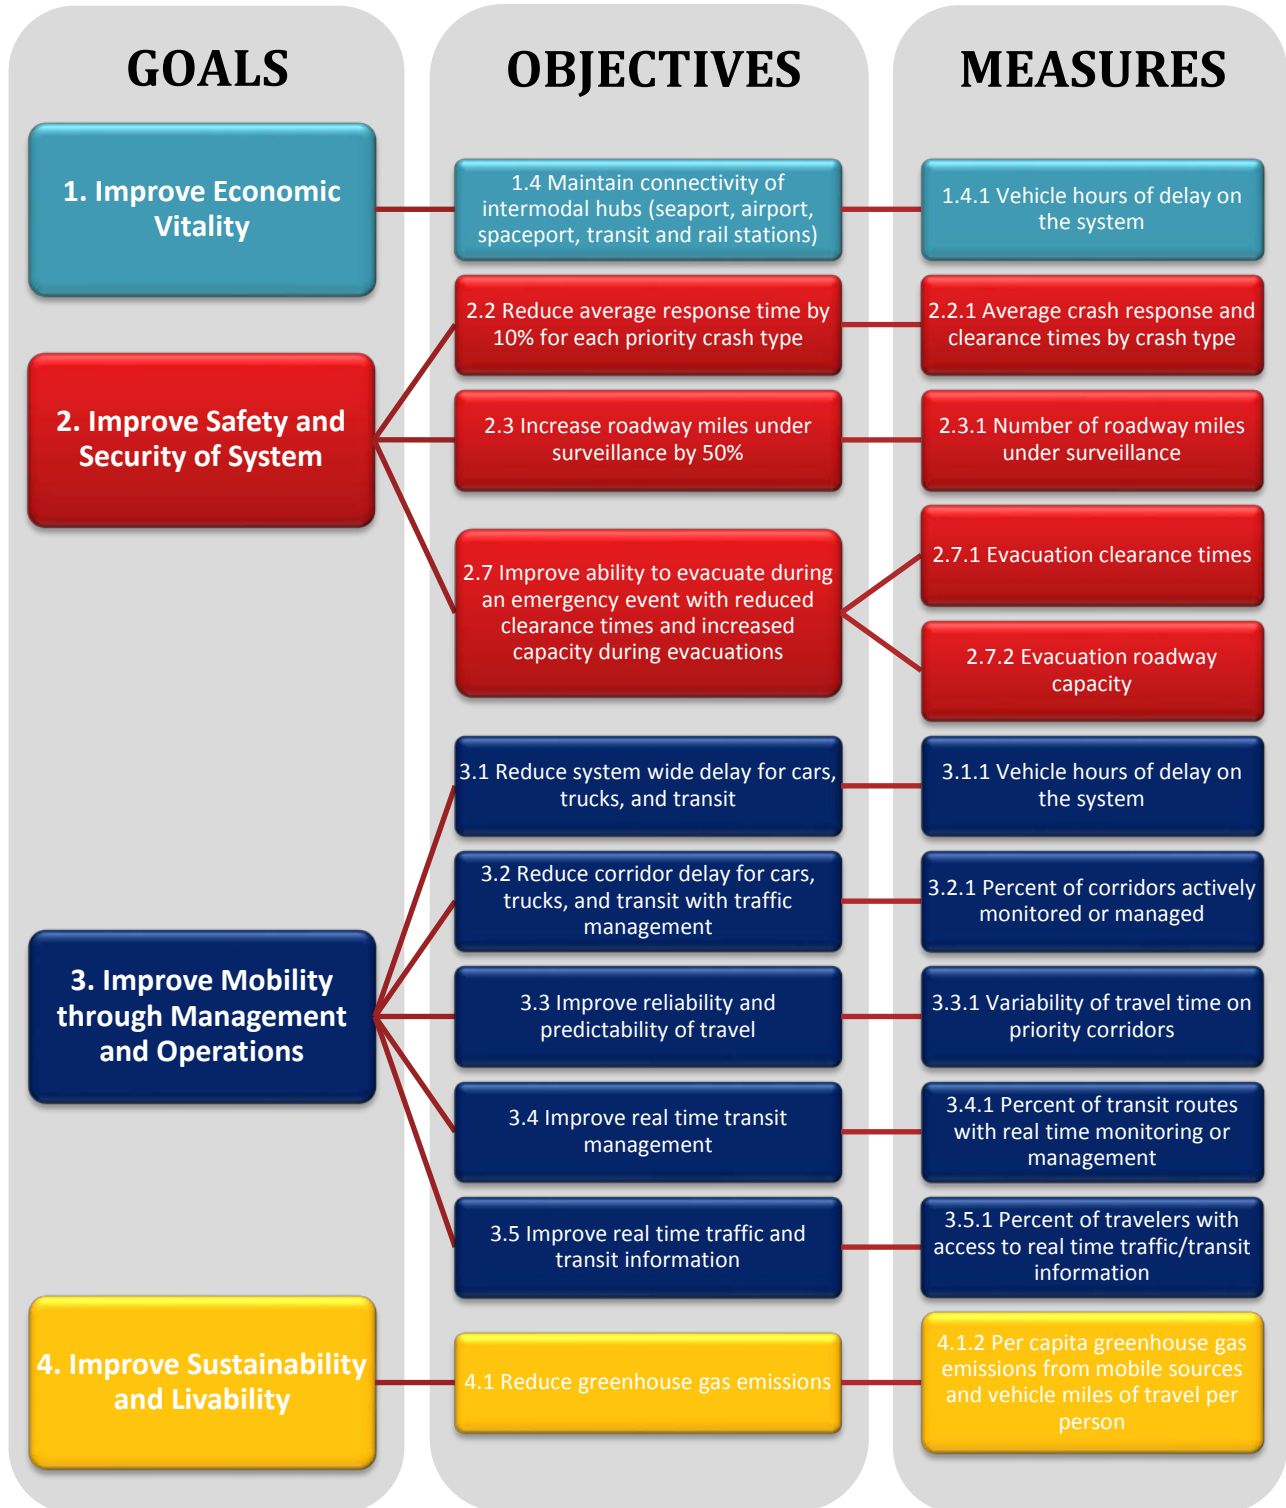 GOALS
OBJECTIVES
MEASURES
1. Improve Economic
Vitality
1.4 Maintain connectivity of
intermodal hubs (seaport, airport,
spaceport, transit and rail stations)
1.4.1 Vehicle hours of delay on
the system
2. Improve Safety and
Security of System
2.2 Reduce average response time by
10% for each priority crash type
2.2.1 Average crash response and
clearance times by crash type
2.3 Increase roadway miles under
surveillance by 50%
2.3.1 Number of roadway miles
under surveillance
2.7 Improve ability to evacuate during
an emergency event with reduced
clearance times and increased
capacity during evacuations
2.7.1 Evacuation clearance times
2.7.2 Evacuation roadway
capacity
3. Improve Mobility
through Management
and Operations
3.1 Reduce system wide delay for cars,
trucks, and transit
3.1.1 Vehicle hours of delay on
the system
3.2 Reduce corridor delay for cars,
trucks, and transit with traffic
management
3.2.1 Percent of corridors actively
monitored or managed
3.3 Improve reliability and
predictability of travel
3.3.1 Variability of travel time on
priority corridors
3.4 Improve real time transit
management
3.4.1 Percent of transit routes
with real time monitoring or
management
3.5 Improve real time traffic and
transit information
3.5.1 Percent of travelers with
access to real time traffic/transit
information
4. Improve Sustainability
and Livability
4.1 Reduce greenhouse gas emissions
4.1.2 Per capita greenhouse gas
emissions from mobile sources
and vehicle miles of travel per
person